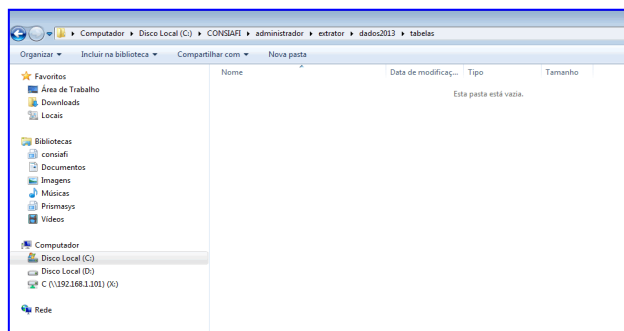 Computador ▸ Disco Local (C:) ▸ CONSIAFI ▸ administrador ▸ extrator ▸ dados2013 ▸ tabelas
Organizar Incluir na biblioteca Compartilhar com Nova pasta
Nome Data de modificaç... Tipo Tamanho
Esta pasta está vazia.
Favoritos
Área de Trabalho
Downloads
Locais
Bibliotecas
consiafi
Documentos
Imagens
Músicas
Prismasys
Vídeos
Computador
Disco Local (C:)
Disco Local (D:)
C (\\192.168.1.101) (X:)
Rede